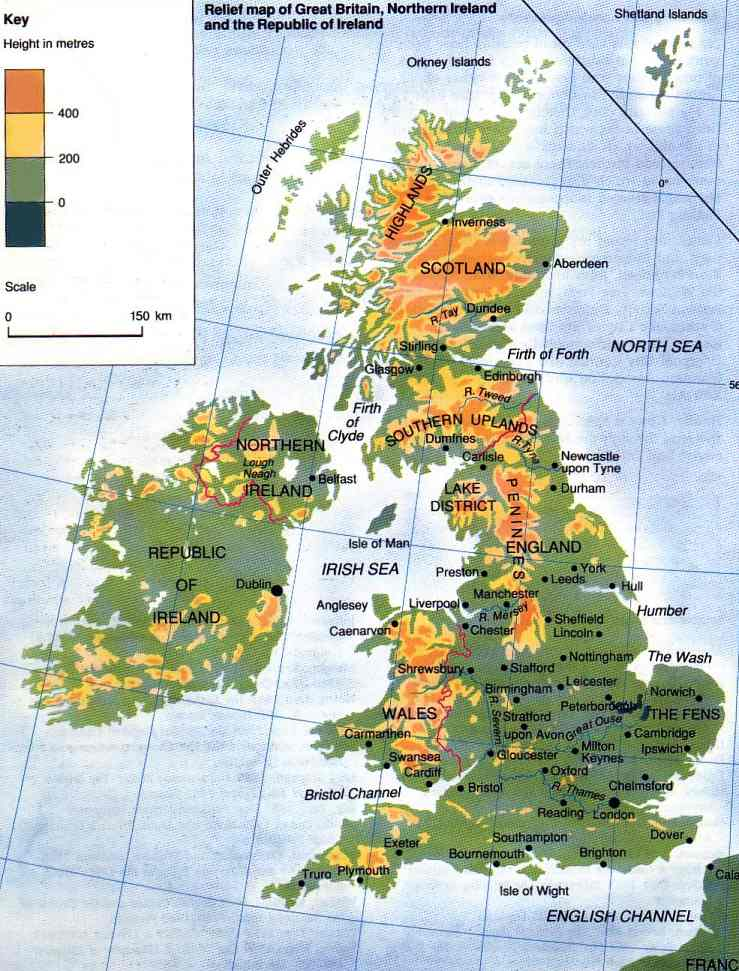 Key
Height in metres
400
200
0
Scale
0 150 km
Relief map of Great Britain, Northern Ireland
and the Republic of Ireland
Shetland Islands
Orkney Islands
Outer Hebrides
0°
HIGHLANDS
Inverness
SCOTLAND
Aberdeen
R. Tay
Dundee
Stirling
Firth of Forth
NORTH SEA
Glasgow
Edinburgh
56
R. Tweed
Firth
of
Clyde
SOUTHERN UPLANDS
Dumfries
R. Tyne
Carlisle
Newcastle
upon Tyne
Durham
NORTHERN
Lough
Neagh
IRELAND
Belfast
LAKE
DISTRICT
PENINES
Isle of Man
ENGLAND
REPUBLIC
OF
IRELAND
Dublin
IRISH SEA
Preston
York
Leeds
Hull
Anglesey
Liverpool
Manchester
R. Mersey
Humber
Caenarvon
Chester
Sheffield
Lincoln
Nottingham
The Wash
Shrewsbury
Stafford
Birmingham
Leicester
Norwich
Peterborough
THE FENS
WALES
R. Severn
Stratford
upon Avon
Great Ouse
Cambridge
Carmarthen
Gloucester
Milton
Keynes
Ipswich
Swansea
Cardiff
Oxford
Chelmsford
Bristol Channel
Bristol
R. Thames
Reading
London
Southampton
Dover
Exeter
Bournemouth
Brighton
Truro
Plymouth
Isle of Wight
Cala
ENGLISH CHANNEL
FRANC